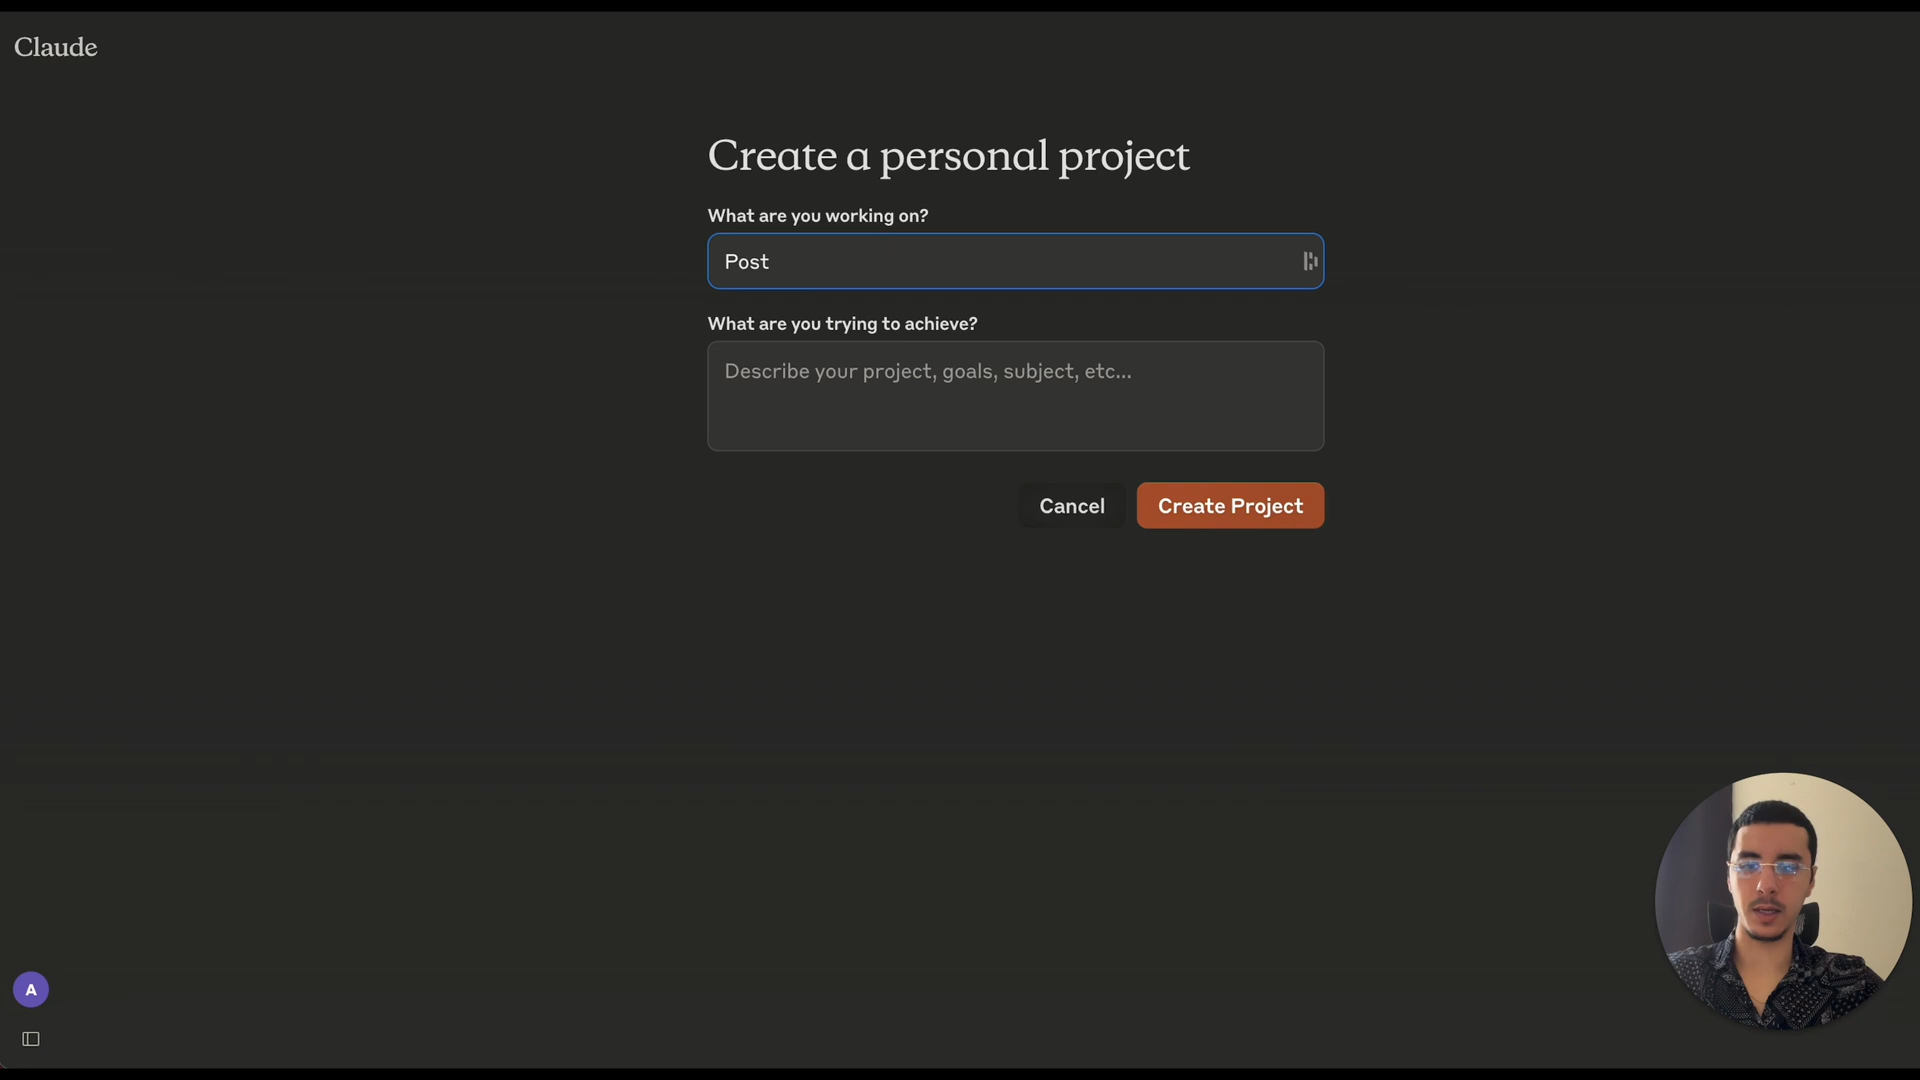 Claude
Create a personal project
What are you working on?
Post
What are you trying to achieve?
Describe your project, goals, subject, etc...
Cancel
Create Project
A